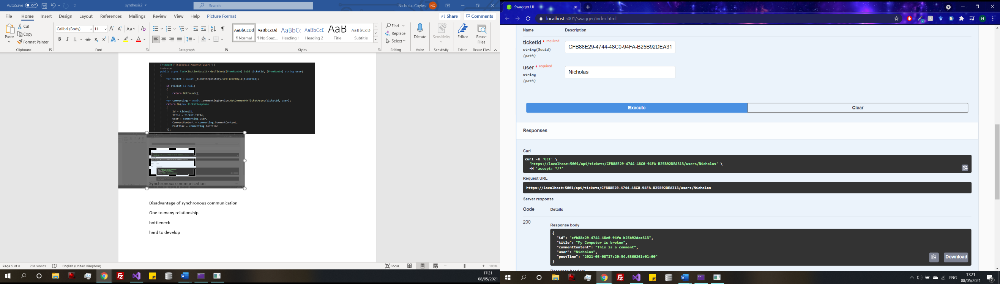 AutoSave Off
synthesis2
Search
Nicholas Coyles NC
File Home Insert Design Layout References Mailings Review View Help Picture Format
Share Comments
Paste
Cut
Copy
Format Painter
Clipboard
Calibri (Body) 11
Font
Paragraph
AaBbCcDd AaBbCcDd AaBbCc AaBbCcE AaB AaBbCcD
¶ Normal ¶ No Spac... Heading 1 Heading 2 Title Subtitle
Styles
Find
Replace
Select
Editing
Dictate
Voice
Sensitivity
Sensitivity
Editor
Editor
Reuse Files
Reuse Files
[HttpGet("{ticketId}/users/{user}")]
0 references
public async Task<IActionResult> GetTicket([FromRoute] Guid ticketId, [FromRoute] string user)
{
var ticket = await _ticketRepository.GetTicketById(ticketId);
if (ticket is null)
{
return NotFound();
}
var commenting = await _commentingService.GetCommentOnTicketAsync(ticketId, user);
return Ok(new TicketResponse
{
Id = ticketId,
Title = ticket.Title,
User = commenting.User,
CommentContent = commenting.CommentContent,
PostTime = commenting.PostTime
});
Synchronous communication
Disadvantage of synchronous communication
One to many relationship
bottleneck
hard to develop
Page 5 of 8 284 words English (United Kingdom) Focus 100%
17:21
08/05/2021
Swagger UI
localhost:5001/swagger/index.html
Name Description
ticketId * required
string($uuid)
(path)
CFB88E29-4744-48C0-94FA-B25B92DEA31
user * required
string
(path)
Nicholas
Execute Clear
Responses
Curl
curl -X 'GET' \
'https://localhost:5001/api/tickets/CFB88E29-4744-48C0-94FA-B25B92DEA313/users/Nicholas' \
-H 'accept: */*'
Request URL
https://localhost:5001/api/tickets/CFB88E29-4744-48C0-94FA-B25B92DEA313/users/Nicholas
Server response
Code Details
200
Response body
{
"id": "cfb88e29-4744-48c0-94fa-b25b92dea313",
"title": "My Computer is broken",
"commentContent": "This is a comment",
"user": "Nicholas",
"postTime": "2021-05-08T17:20:54.6360261+01:00"
}
Download
ENG
17:21
08/05/2021
7